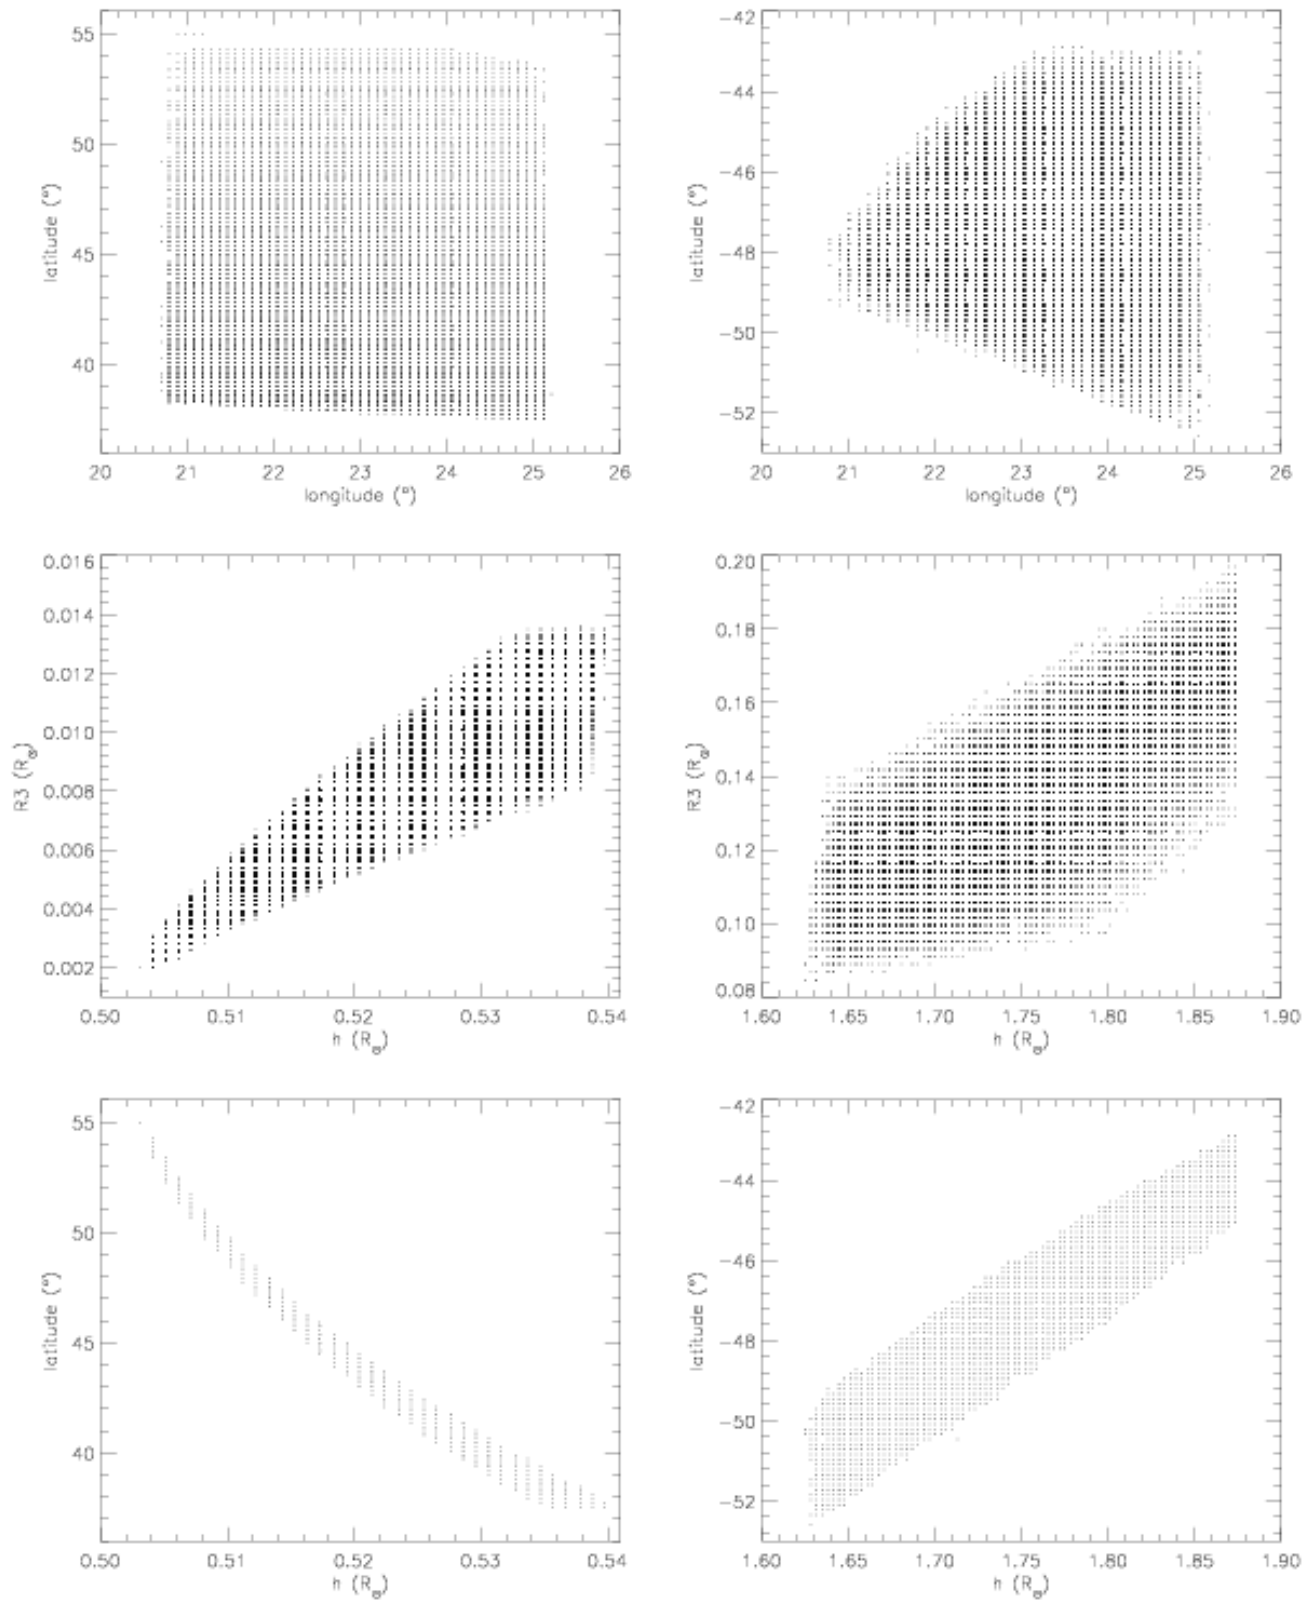 55
50
45
40
latitude (°)
20 21 22 23 24 25 26
longitude (°)
-42
-44
-46
-48
-50
-52
latitude (°)
20 21 22 23 24 25 26
longitude (°)
0.016
0.014
0.012
0.010
0.008
0.006
0.004
0.002
R3 (R⊕)
0.50 0.51 0.52 0.53 0.54
h (R⊕)
0.20
0.18
0.16
0.14
0.12
0.10
0.08
R3 (R⊕)
1.60 1.65 1.70 1.75 1.80 1.85 1.90
h (R⊕)
55
50
45
40
latitude (°)
0.50 0.51 0.52 0.53 0.54
h (R⊕)
-42
-44
-46
-48
-50
-52
latitude (°)
1.60 1.65 1.70 1.75 1.80 1.85 1.90
h (R⊕)